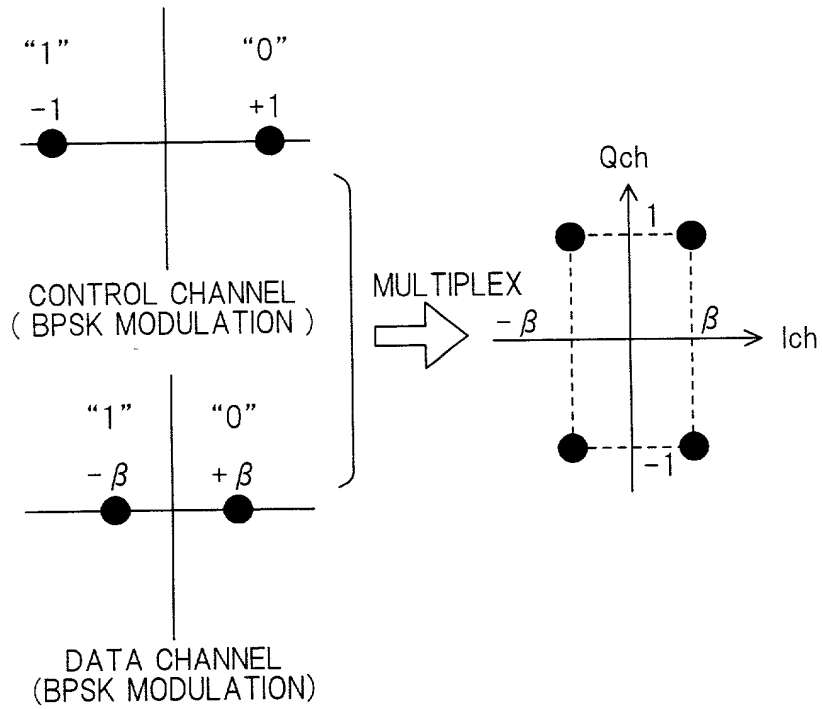 “1” “0”
-1 +1
CONTROL CHANNEL
( BPSK MODULATION )
“1” “0”
-β +β
DATA CHANNEL
(BPSK MODULATION)
MULTIPLEX
Qch
1
-β β
Ich
-1